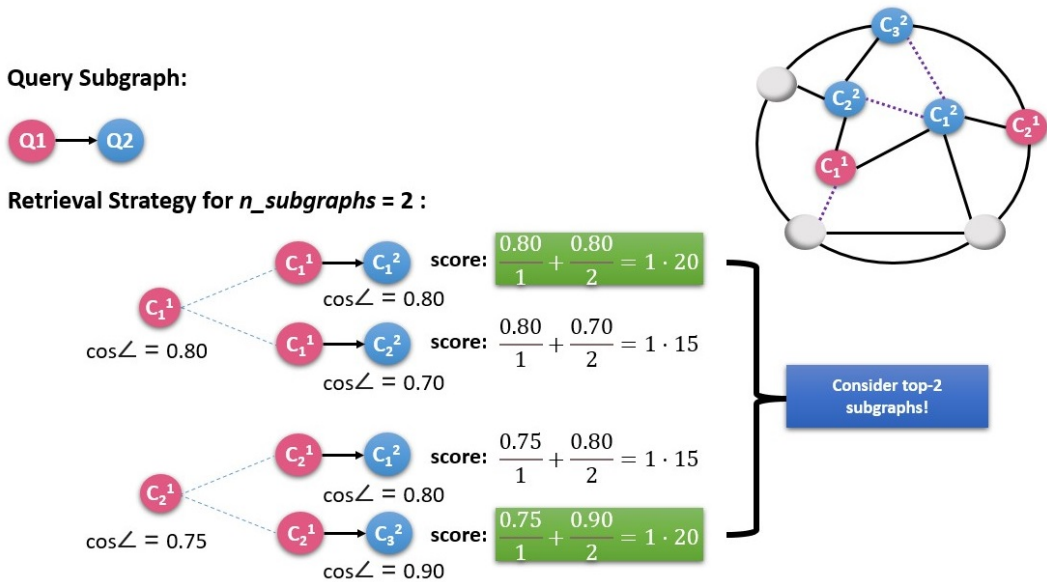 Query Subgraph:
Q1 Q2
Retrieval Strategy for n_subgraphs = 2 :
C₁¹
cos∠ = 0.80
C₁¹ C₁²
cos∠ = 0.80
score: 0.80/1 + 0.80/2 = 1 · 20
C₁¹ C₂²
cos∠ = 0.70
score: 0.80/1 + 0.70/2 = 1 · 15
C₂¹
cos∠ = 0.75
C₂¹ C₁²
cos∠ = 0.80
score: 0.75/1 + 0.80/2 = 1 · 15
C₂¹ C₃²
cos∠ = 0.90
score: 0.75/1 + 0.90/2 = 1 · 20
Consider top-2
subgraphs!
C₃²
C₂²
C₁²
C₂¹
C₁¹